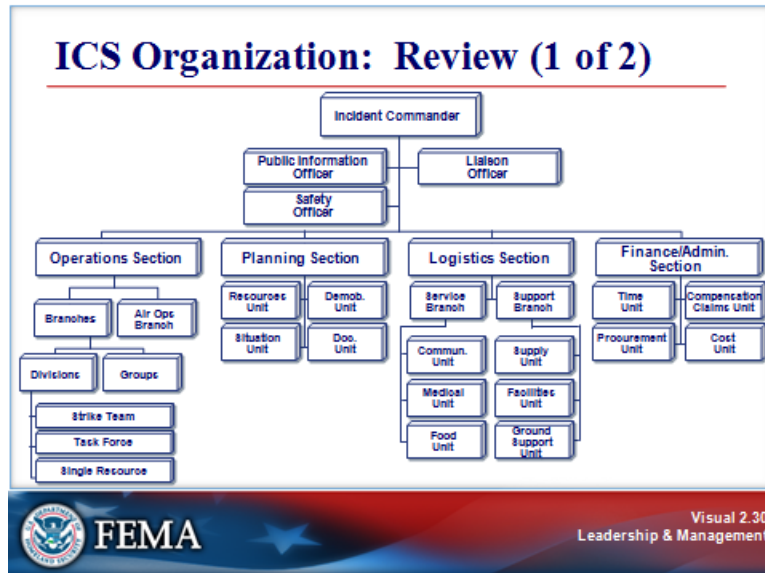 ICS Organization: Review (1 of 2)
Incident Commander
Public Information
Officer
Liaison
Officer
Safety
Officer
Operations Section
Planning Section
Logistics Section
Finance/Admin.
Section
Branches
Air Ops
Branch
Resources
Unit
Demob.
Unit
Service
Branch
Support
Branch
Time
Unit
Compensation
Claims Unit
Situation
Unit
Doc.
Unit
Procurement
Unit
Cost
Unit
Divisions
Groups
Commun.
Unit
Supply
Unit
Strike Team
Task Force
Single Resource
Medical
Unit
Facilities
Unit
Food
Unit
Ground
Support
Unit
U.S. DEPARTMENT OF
HOMELAND SECURITY
FEMA
Visual 2.30
Leadership & Management